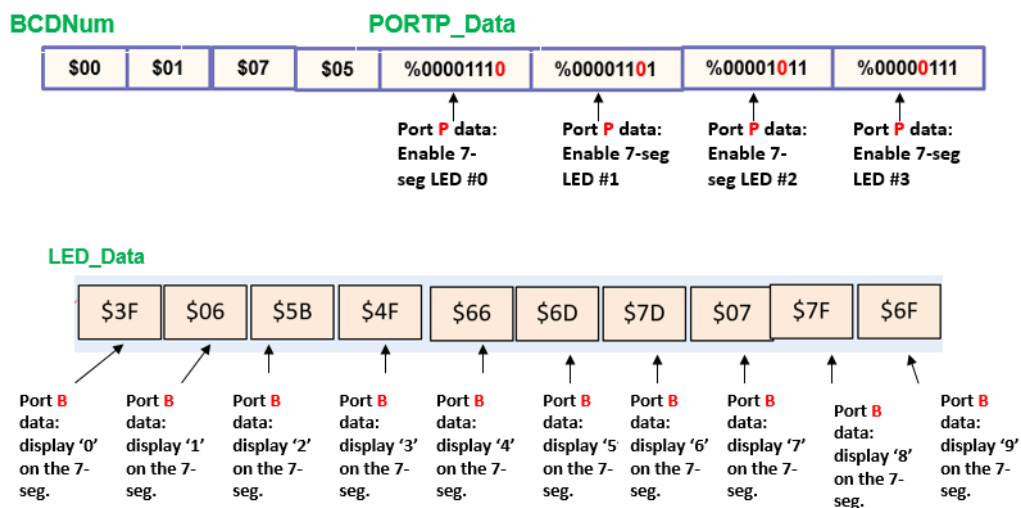 BCDNum PORTP_Data
$00 $01 $07 $05 %00001110 %00001101 %00001011 %00000111
Port P data:
Enable 7-
seg LED #0
Port P data:
Enable 7-seg
LED #1
Port P data:
Enable 7-
seg LED #2
Port P data:
Enable 7-seg
LED #3
LED_Data
$3F $06 $5B $4F $66 $6D $7D $07 $7F $6F
Port B
data:
display ‘0’
on the 7-
seg.
Port B
data:
display ‘1’
on the 7-
seg.
Port B
data:
display ‘2’
on the 7-
seg.
Port B
data:
display ‘3’
on the 7-
seg.
Port B
data:
display ‘4’
on the 7-
seg.
Port B
data:
display ‘5’
on the 7-
seg.
Port B
data:
display ‘6’
on the 7-
seg.
Port B
data:
display ‘7’
on the 7-
seg.
Port B
data:
display ‘8’
on the 7-
seg.
Port B
data:
display ‘9’
on the 7-
seg.